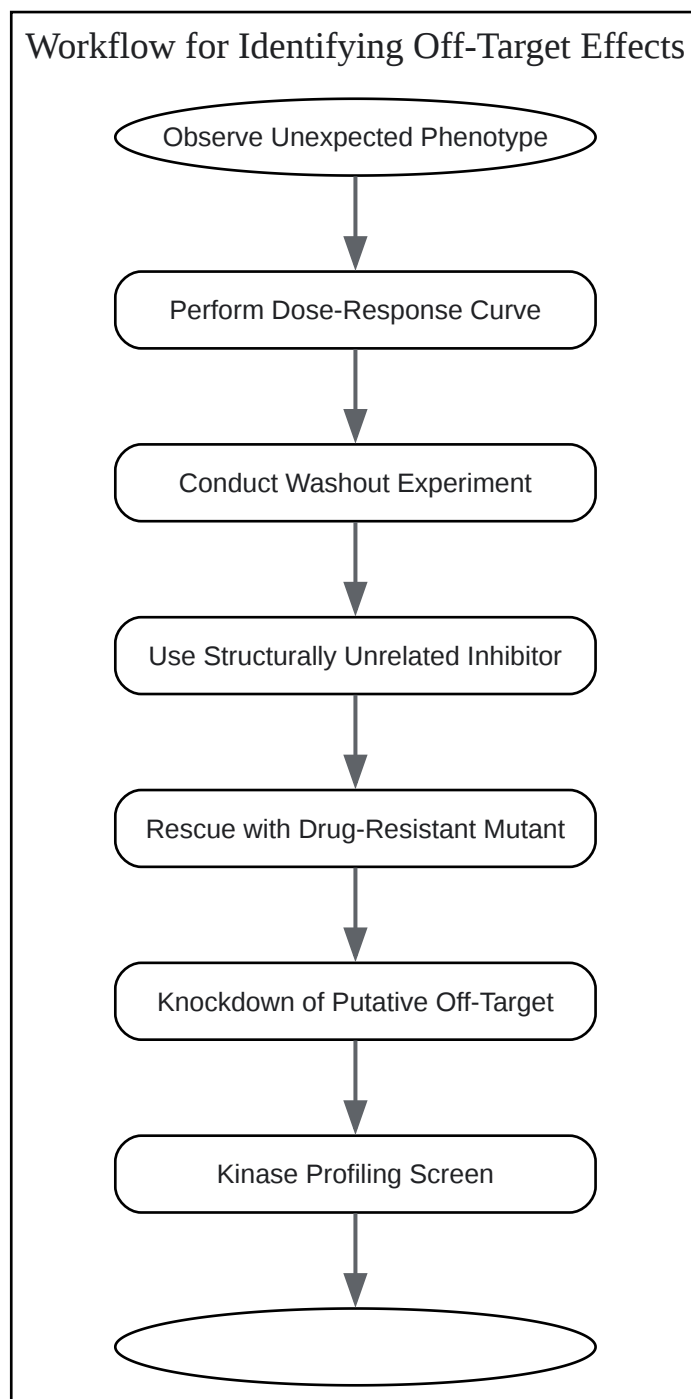 Workflow for Identifying Off-Target Effects
Observe Unexpected Phenotype
Perform Dose-Response Curve
Conduct Washout Experiment
Use Structurally Unrelated Inhibitor
Rescue with Drug-Resistant Mutant
Knockdown of Putative Off-Target
Kinase Profiling Screen